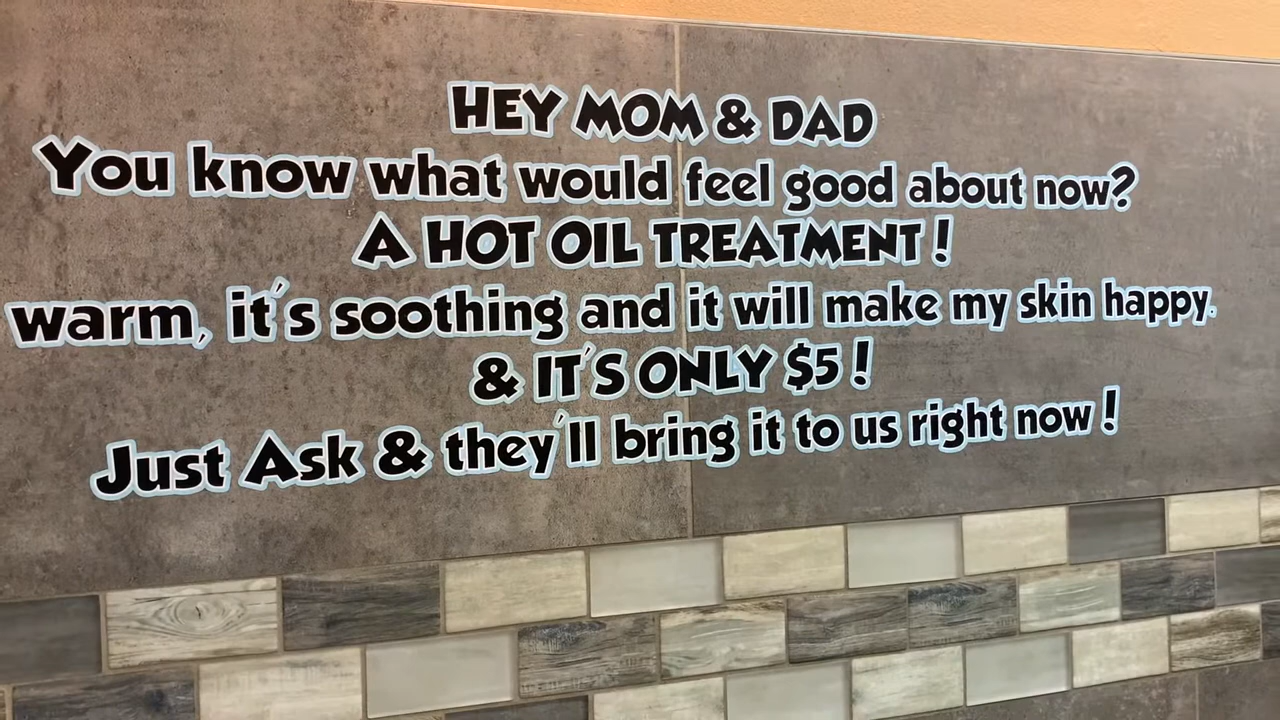 HEY MOM & DAD
You know what would feel good about now?
A HOT OIL TREATMENT!
warm, it's soothing and it will make my skin happy.
& IT'S ONLY $5!
Just Ask & they'll bring it to us right now!